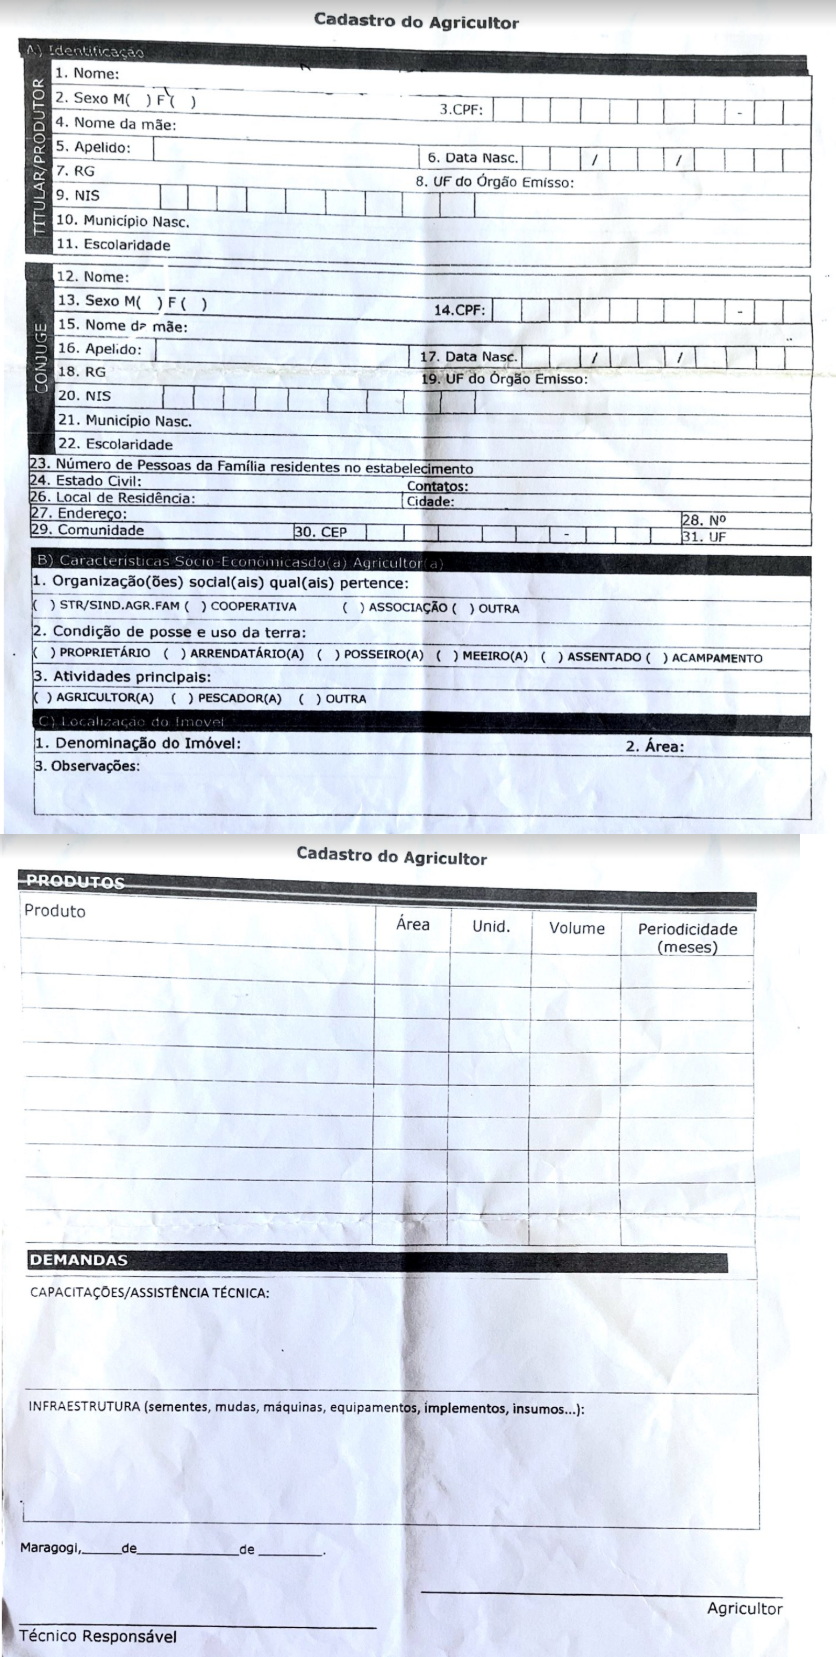 Cadastro do Agricultor
A) Identificação
TITULAR/PRODUTOR
1. Nome:
2. Sexo M( ) F ( ) 3.CPF: -
4. Nome da mãe:
5. Apelido: 6. Data Nasc. / /
7. RG 8. UF do Órgão Emisso:
9. NIS
10. Município Nasc.
11. Escolaridade
CONJUGE
12. Nome:
13. Sexo M( ) F ( ) 14.CPF: -
15. Nome da mãe:
16. Apelido: 17. Data Nasc. / /
18. RG 19. UF do Órgão Emisso:
20. NIS
21. Município Nasc.
22. Escolaridade
23. Número de Pessoas da Família residentes no estabelecimento
24. Estado Civil: Contatos:
26. Local de Residência: Cidade:
27. Endereço: 28. Nº
29. Comunidade 30. CEP - 31. UF
B) Características Sócio-Econômicasdo(a) Agricultor(a)
1. Organização(ões) social(ais) qual(ais) pertence:
( ) STR/SIND.AGR.FAM ( ) COOPERATIVA ( ) ASSOCIAÇÃO ( ) OUTRA
2. Condição de posse e uso da terra:
( ) PROPRIETÁRIO ( ) ARRENDATÁRIO(A) ( ) POSSEIRO(A) ( ) MEEIRO(A) ( ) ASSENTADO ( ) ACAMPAMENTO
3. Atividades principais:
( ) AGRICULTOR(A) ( ) PESCADOR(A) ( ) OUTRA
C) Localização do Imóvel
1. Denominação do Imóvel: 2. Área:
3. Observações:
Cadastro do Agricultor
PRODUTOS
Produto Área Unid. Volume Periodicidade
(meses)
DEMANDAS
CAPACITAÇÕES/ASSISTÊNCIA TÉCNICA:
INFRAESTRUTURA (sementes, mudas, máquinas, equipamentos, implementos, insumos...):
Maragogi,_____de_____________de ________.
Agricultor
Técnico Responsável